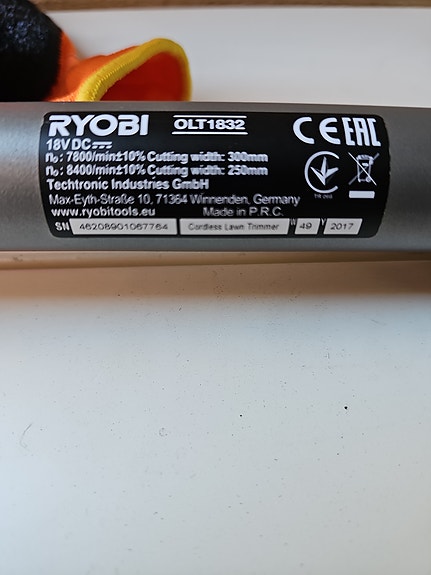 RYOBI OLT1832
18V DC
n₀ : 7800/min±10% Cutting width: 300mm
n₀ : 8400/min±10% Cutting width: 250mm
Techtronic Industries GmbH
Max-Eyth-Straße 10, 71364 Winnenden, Germany
www.ryobitools.eu Made in P.R.C.
SN 46208901067764 Cordless Lawn Trimmer 49 Y 2017
CE EAC